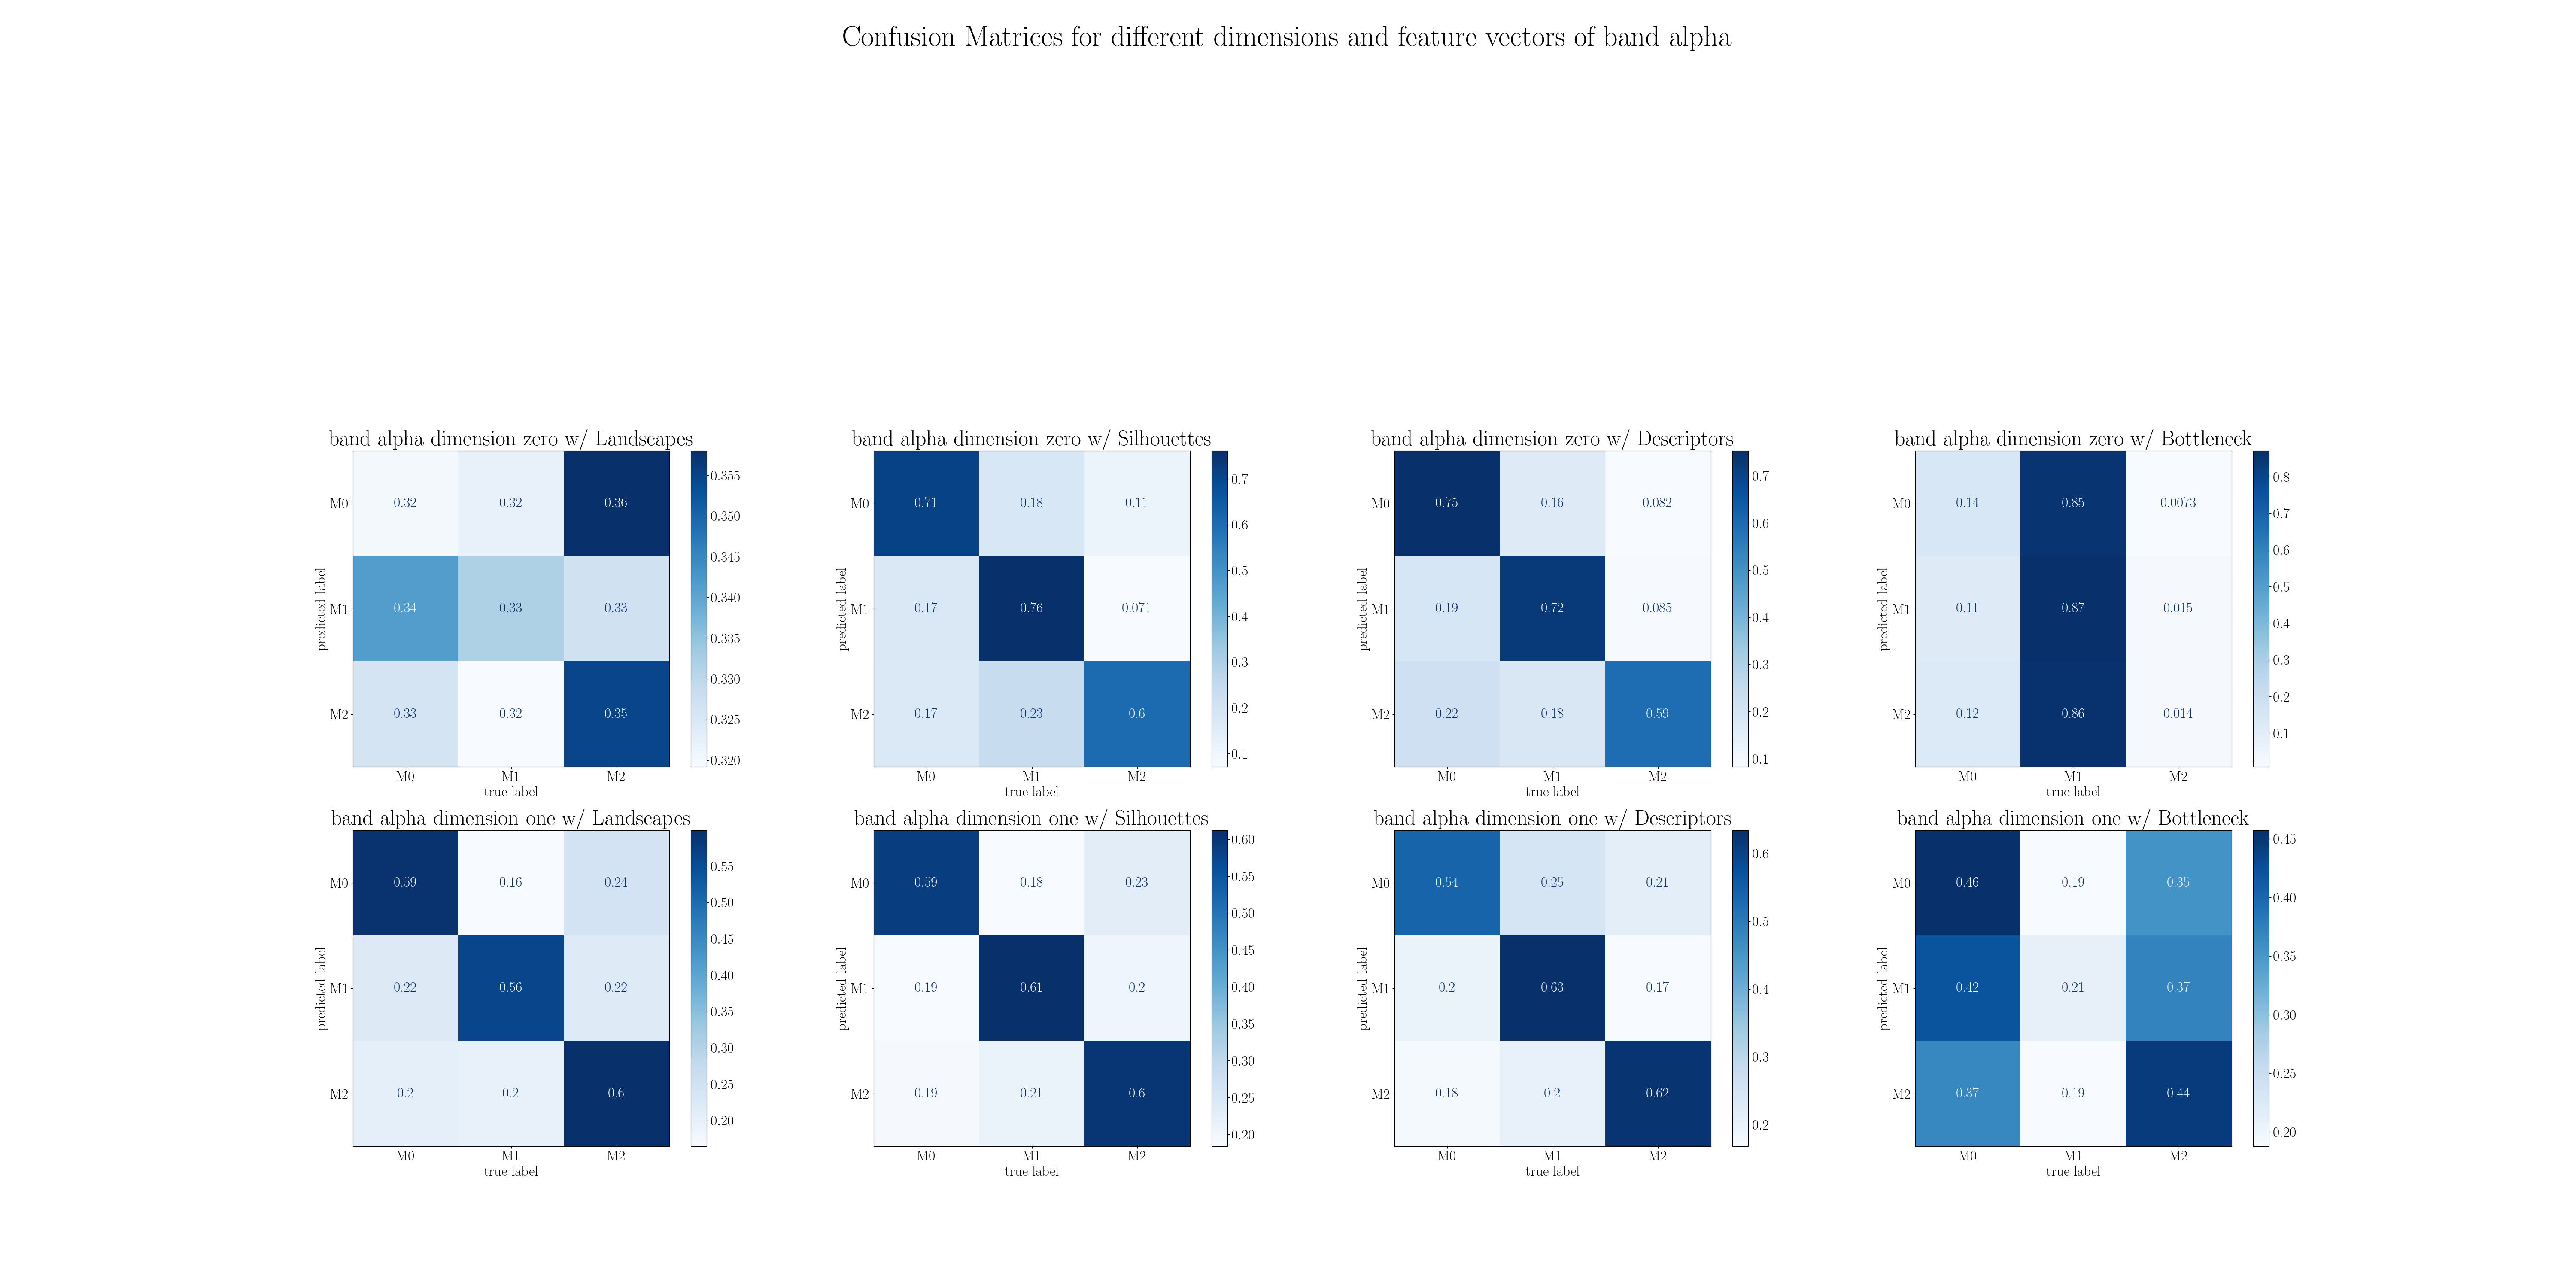 Confusion Matrices for different dimensions and feature vectors of band alpha
band alpha dimension zero w/ Landscapes
predicted label
M0 0.32 0.32 0.36
M1 0.34 0.33 0.33
M2 0.33 0.32 0.35
M0 M1 M2
true label
0.355
0.350
0.345
0.340
0.335
0.330
0.325
0.320
band alpha dimension zero w/ Silhouettes
predicted label
M0 0.71 0.18 0.11
M1 0.17 0.76 0.071
M2 0.17 0.23 0.6
M0 M1 M2
true label
0.7
0.6
0.5
0.4
0.3
0.2
0.1
band alpha dimension zero w/ Descriptors
predicted label
M0 0.75 0.16 0.082
M1 0.19 0.72 0.085
M2 0.22 0.18 0.59
M0 M1 M2
true label
0.7
0.6
0.5
0.4
0.3
0.2
0.1
band alpha dimension zero w/ Bottleneck
predicted label
M0 0.14 0.85 0.0073
M1 0.11 0.87 0.015
M2 0.12 0.86 0.014
M0 M1 M2
true label
0.8
0.7
0.6
0.5
0.4
0.3
0.2
0.1
band alpha dimension one w/ Landscapes
predicted label
M0 0.59 0.16 0.24
M1 0.22 0.56 0.22
M2 0.2 0.2 0.6
M0 M1 M2
true label
0.55
0.50
0.45
0.40
0.35
0.30
0.25
0.20
band alpha dimension one w/ Silhouettes
predicted label
M0 0.59 0.18 0.23
M1 0.19 0.61 0.2
M2 0.19 0.21 0.6
M0 M1 M2
true label
0.60
0.55
0.50
0.45
0.40
0.35
0.30
0.25
0.20
band alpha dimension one w/ Descriptors
predicted label
M0 0.54 0.25 0.21
M1 0.2 0.63 0.17
M2 0.18 0.2 0.62
M0 M1 M2
true label
0.6
0.5
0.4
0.3
0.2
band alpha dimension one w/ Bottleneck
predicted label
M0 0.46 0.19 0.35
M1 0.42 0.21 0.37
M2 0.37 0.19 0.44
M0 M1 M2
true label
0.45
0.40
0.35
0.30
0.25
0.20